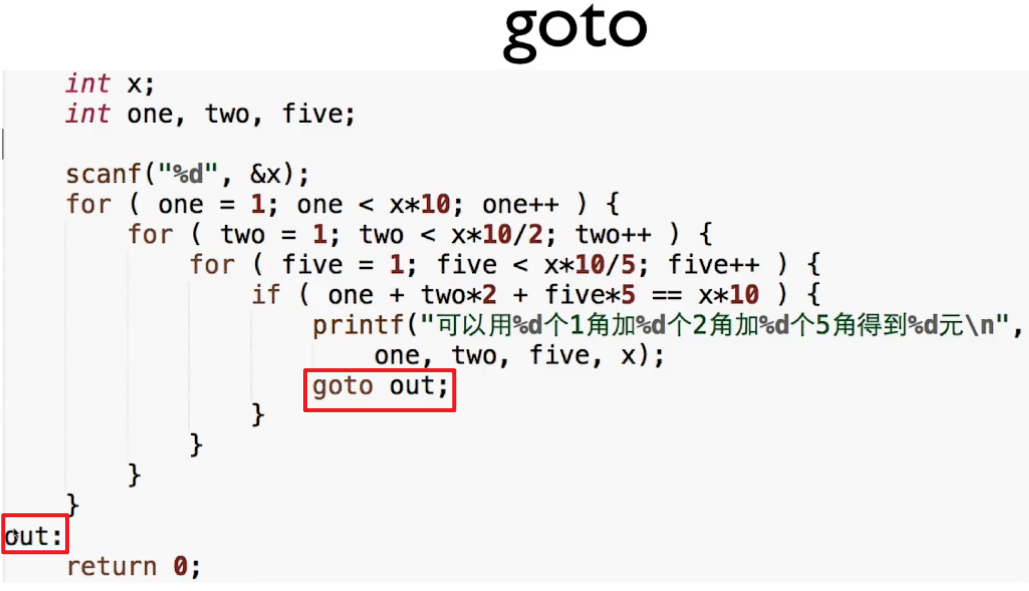 goto
int x;
int one, two, five;
scanf("%d", &x);
for ( one = 1; one < x*10; one++ ) {
for ( two = 1; two < x*10/2; two++ ) {
for ( five = 1; five < x*10/5; five++ ) {
if ( one + two*2 + five*5 == x*10 ) {
printf("可以用%d个1角加%d个2角加%d个5角得到%d元\n",
one, two, five, x);
goto out;
}
}
}
}
out:
return 0;